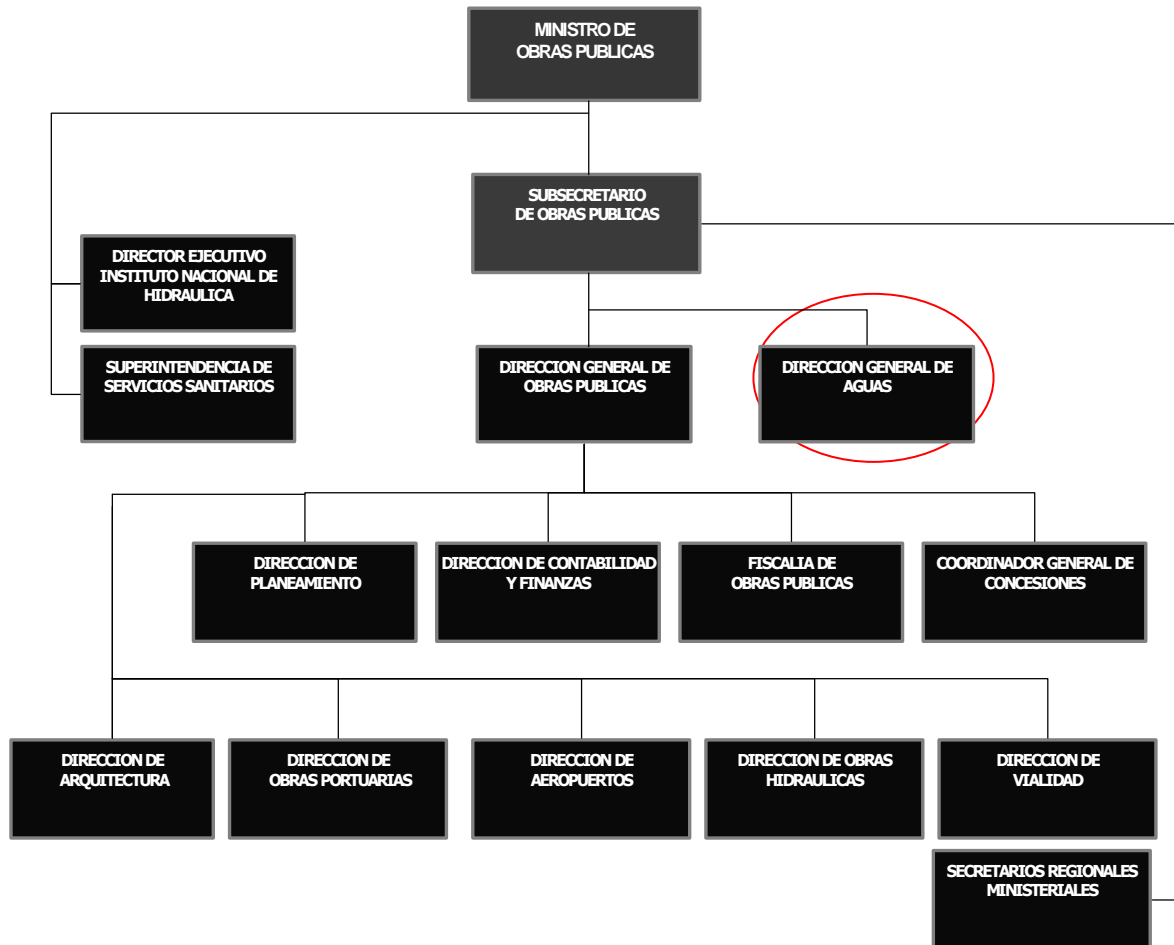 MINISTRO DE
OBRAS PUBLICAS
SUBSECRETARIO
DE OBRAS PUBLICAS
DIRECTOR EJECUTIVO
INSTITUTO NACIONAL DE
HIDRAULICA
SUPERINTENDENCIA DE
SERVICIOS SANITARIOS
DIRECCION GENERAL DE
OBRAS PUBLICAS
DIRECCION GENERAL DE
AGUAS
DIRECCION DE
PLANEAMIENTO
DIRECCION DE CONTABILIDAD
Y FINANZAS
FISCALIA DE
OBRAS PUBLICAS
COORDINADOR GENERAL DE
CONCESIONES
DIRECCION DE
ARQUITECTURA
DIRECCION DE
OBRAS PORTUARIAS
DIRECCION DE
AEROPUERTOS
DIRECCION DE OBRAS
HIDRAULICAS
DIRECCION DE
VIALIDAD
SECRETARIOS REGIONALES
MINISTERIALES